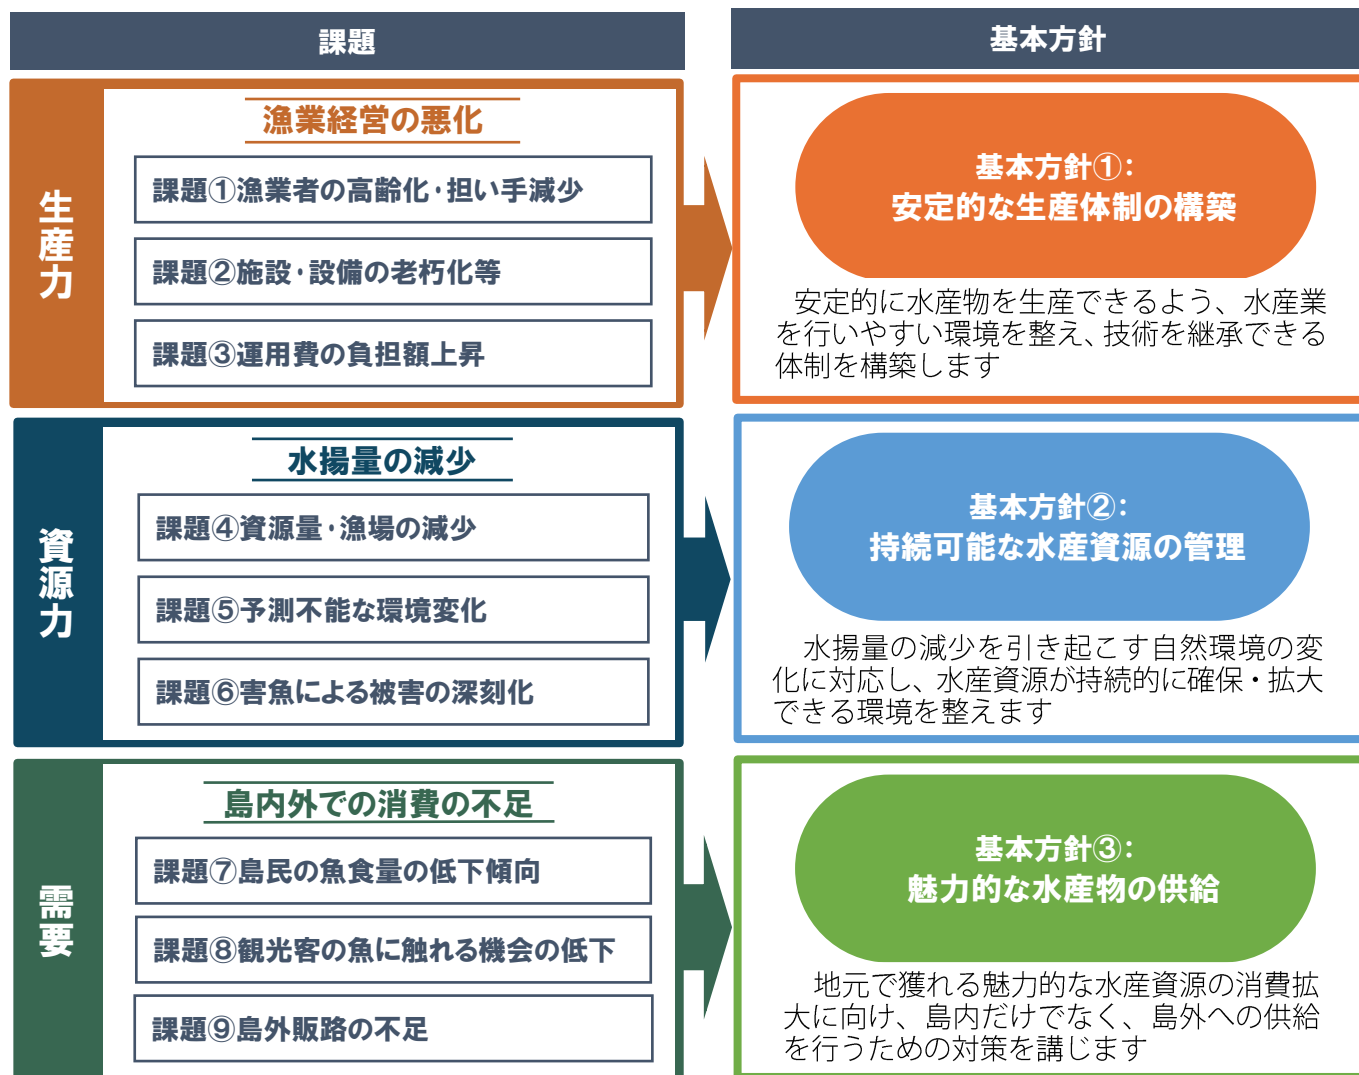 課題
基本方針
生産力
漁業経営の悪化
課題①漁業者の高齢化・担い手減少
課題②施設・設備の老朽化等
課題③運用費の負担額上昇
基本方針①：
安定的な生産体制の構築
安定的に水産物を生産できるよう、水産業
を行いやすい環境を整え、技術を継承できる
体制を構築します
資源力
水揚量の減少
課題④資源量・漁場の減少
課題⑤予測不能な環境変化
課題⑥害魚による被害の深刻化
基本方針②：
持続可能な水産資源の管理
水揚量の減少を引き起こす自然環境の変
化に対応し、水産資源が持続的に確保・拡大
できる環境を整えます
需要
島内外での消費の不足
課題⑦島民の魚食量の低下傾向
課題⑧観光客の魚に触れる機会の低下
課題⑨島外販路の不足
基本方針③：
魅力的な水産物の供給
地元で獲れる魅力的な水産資源の消費拡
大に向け、島内だけでなく、島外への供給
を行うための対策を講じます